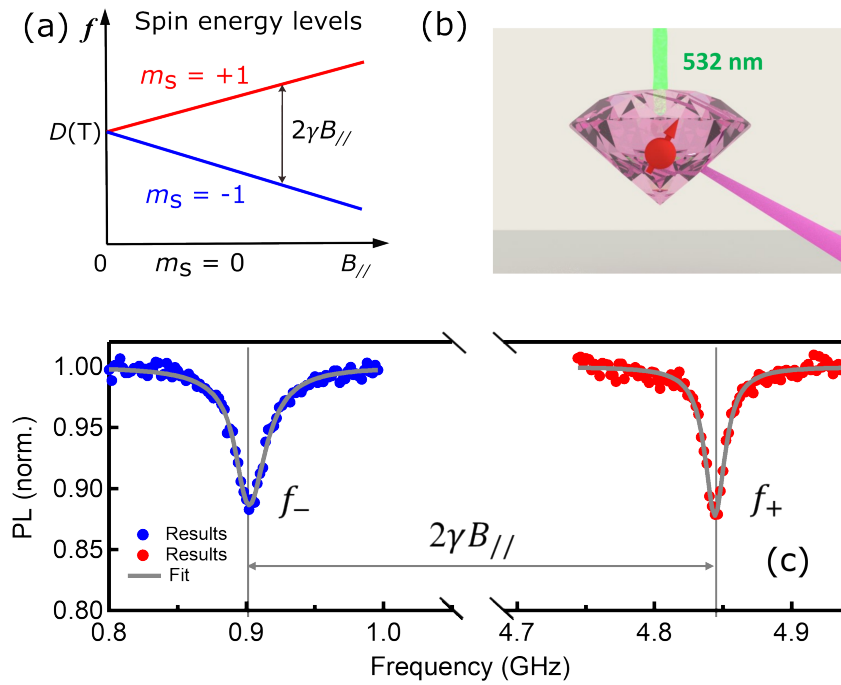 (a)
f
Spin energy levels
mS = +1
D(T)
2γB//
mS = -1
0
mS = 0
B//
(b)
532 nm
PL (norm.)
1.00
0.95
0.90
0.85
0.80
f−
f+
2γB//
Results
Results
Fit
(c)
0.8
0.9
1.0
4.7
4.8
4.9
Frequency (GHz)